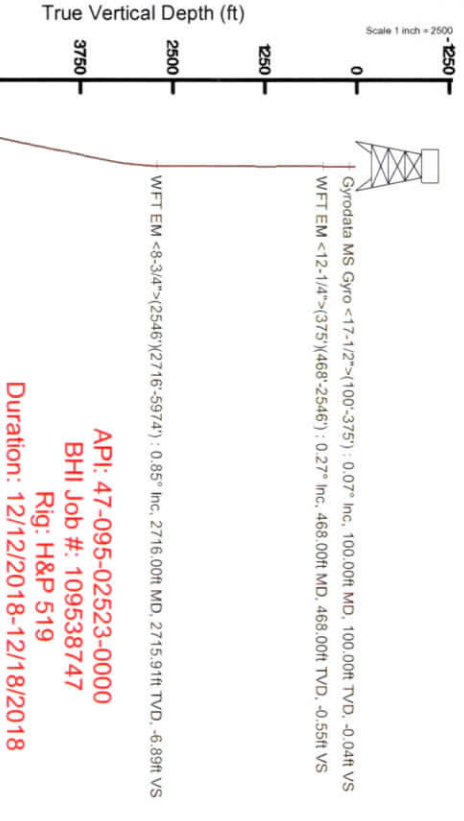 True Vertical Depth (ft)
Scale 1 inch = 2500
-1250
0
1250
2500
3750
Gyrodata MS Gyro <17-1/2">(100'-375') : 0.07° Inc, 100.00ft MD, 100.00ft TVD, -0.04ft VS
WFT EM <12-1/4">(375')(468'-2546') : 0.27° Inc, 468.00ft MD, 468.00ft TVD, -0.55ft VS
WFT EM <8-3/4">(2546')(2716'-5974') : 0.85° Inc, 2716.00ft MD, 2715.91ft TVD, -6.89ft VS
API: 47-095-02523-0000
BHI Job #: 109538747
Rig: H&P 519
Duration: 12/12/2018-12/18/2018